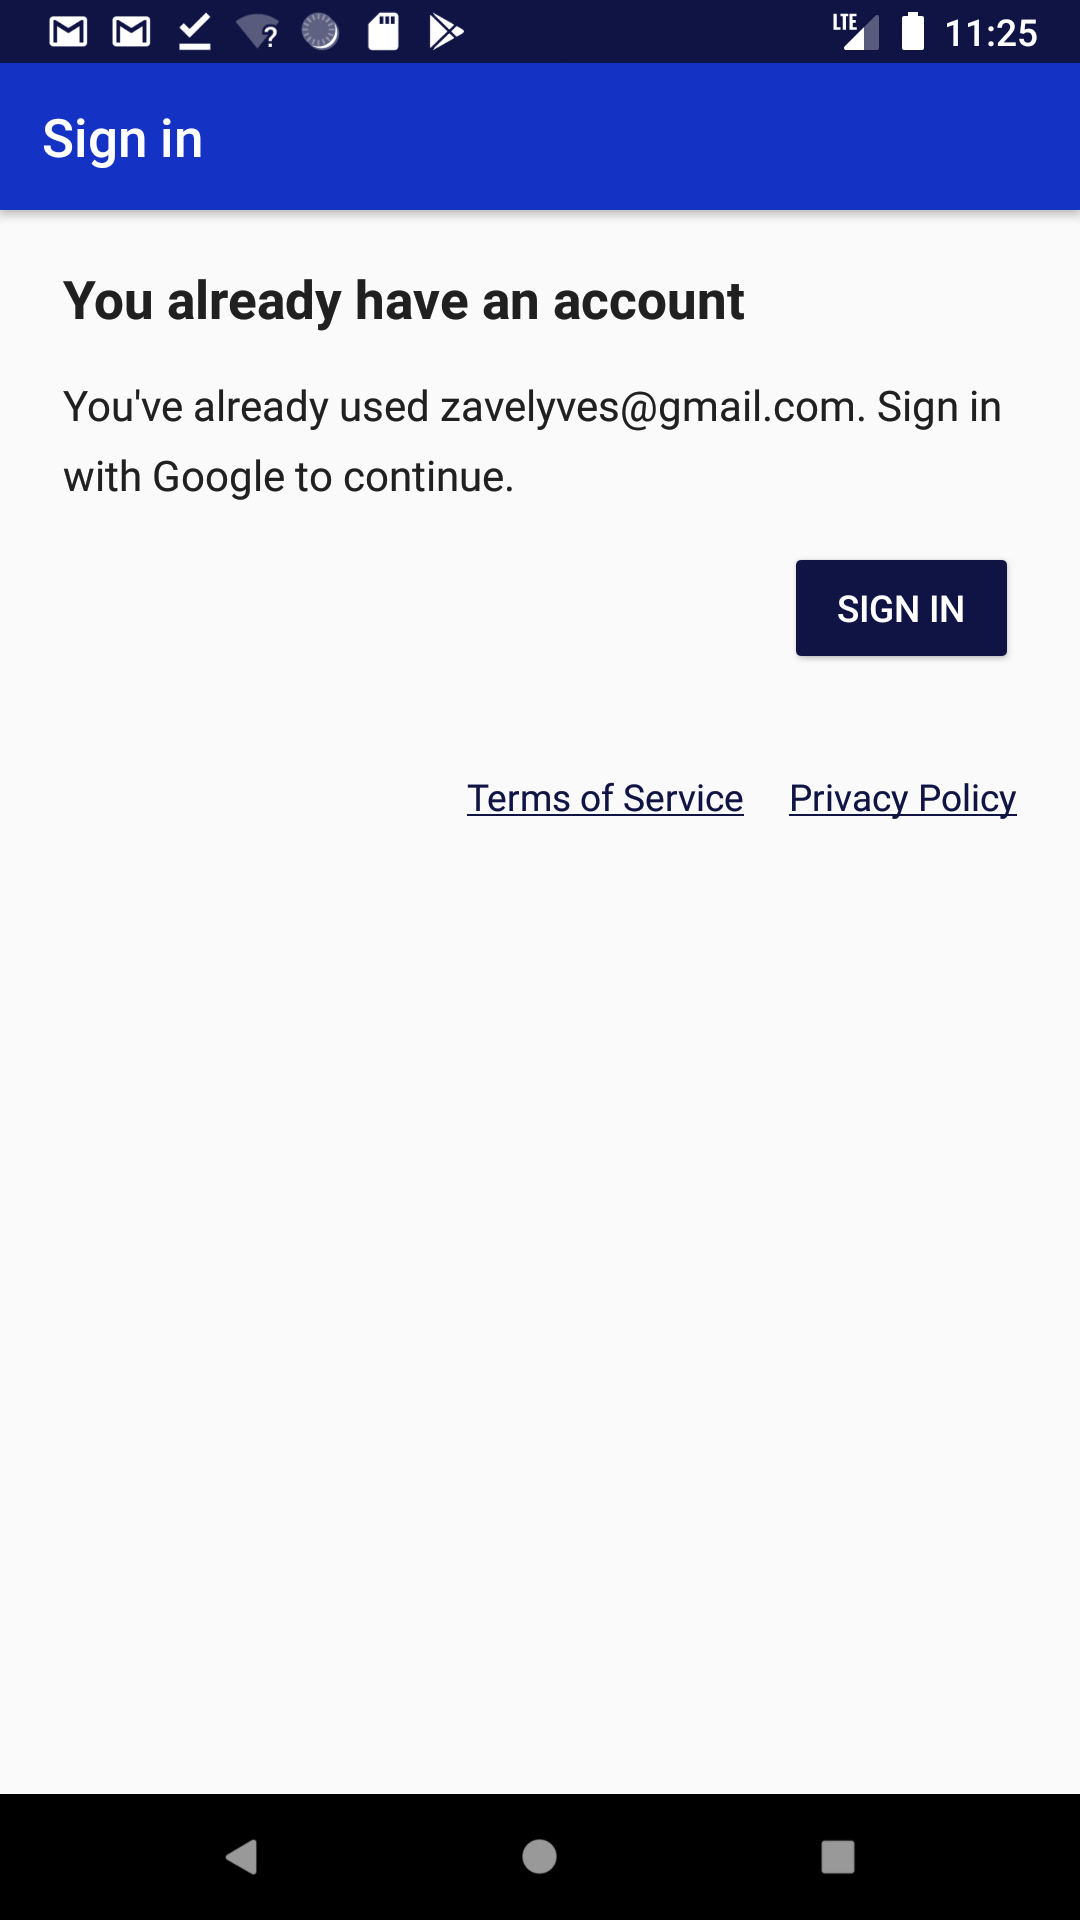 LTE 11:25
Sign in
You already have an account
You've already used zavelyves@gmail.com. Sign in
with Google to continue.
SIGN IN
Terms of Service Privacy Policy